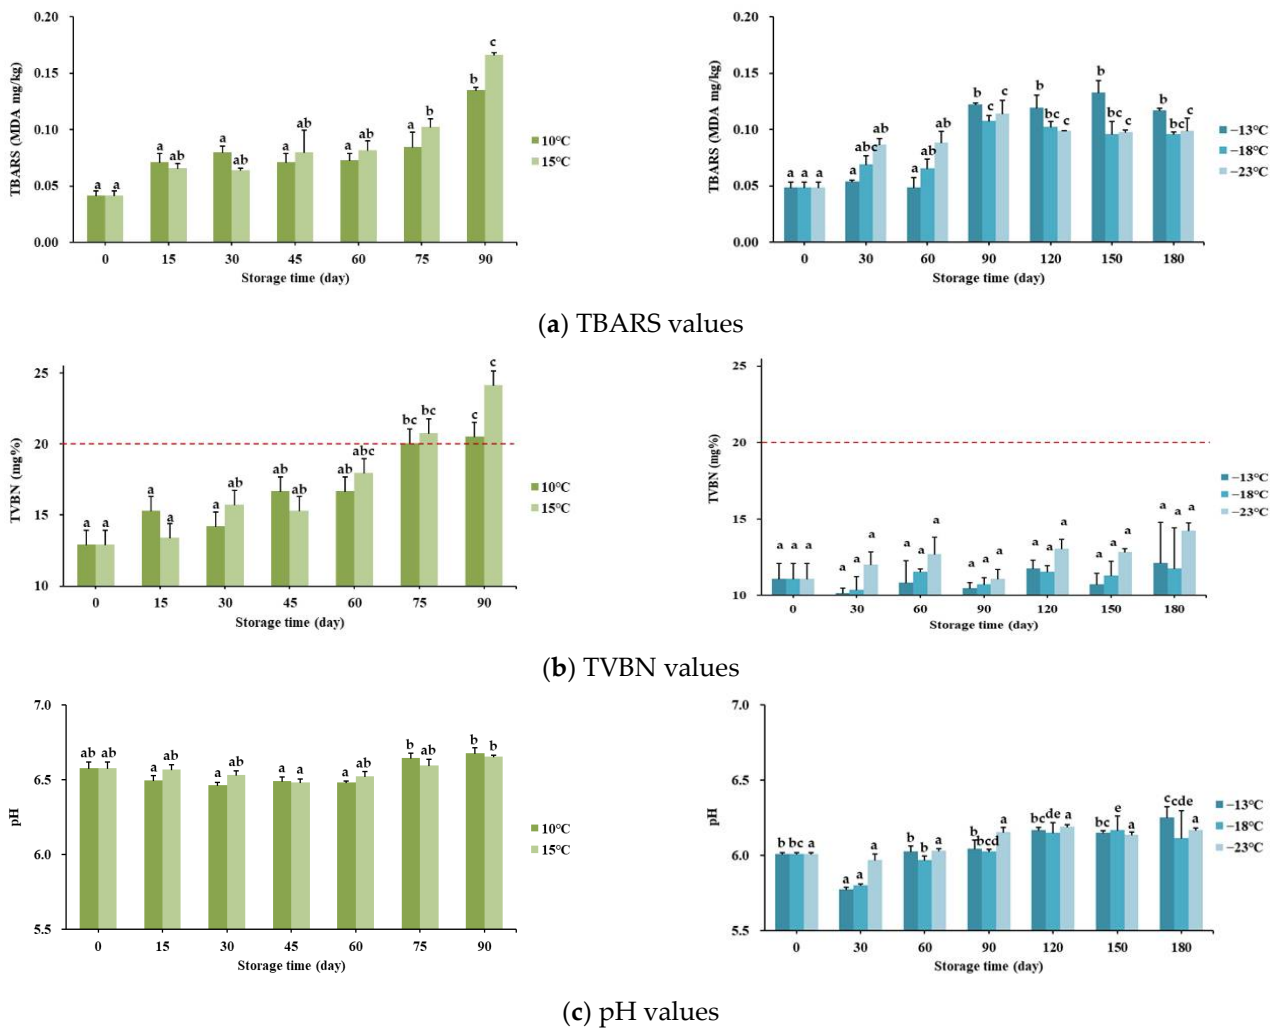 0.20
0.15
0.10
0.05
0.00
TBARS (MDA mg/kg)
a a
a ab
a ab
a ab
a ab
a b
b c
0 15 30 45 60 75 90
Storage time (day)
10°C
15°C
0.20
0.15
0.10
0.05
0.00
TBARS (MDA mg/kg)
a a a
a abc ab
a ab ab
b c c
b bc c
b bc c
b bc c
0 30 60 90 120 150 180
Storage time (day)
−13°C
−18°C
−23°C
(a) TBARS values
25
20
15
10
TVBN (mg%)
a a
a a
a ab
ab ab
ab abc
bc bc
c c
0 15 30 45 60 75 90
Storage time (day)
10°C
15°C
25
20
15
10
TVBN (mg%)
a a a
a a a
a a a
a a a
a a a
a a a
a a a
0 30 60 90 120 150 180
Storage time (day)
−13°C
−18°C
−23°C
(b) TVBN values
7.0
6.5
6.0
5.5
pH
ab ab
a ab
a ab
a a
a ab
b ab
b b
0 15 30 45 60 75 90
Storage time (day)
10°C
15°C
7.0
6.5
6.0
5.5
pH
b bc a
a a a
b b a
b bcd a
bc de a
bc e a
c cde a
0 30 60 90 120 150 180
Storage time (day)
−13°C
−18°C
−23°C
(c) pH values